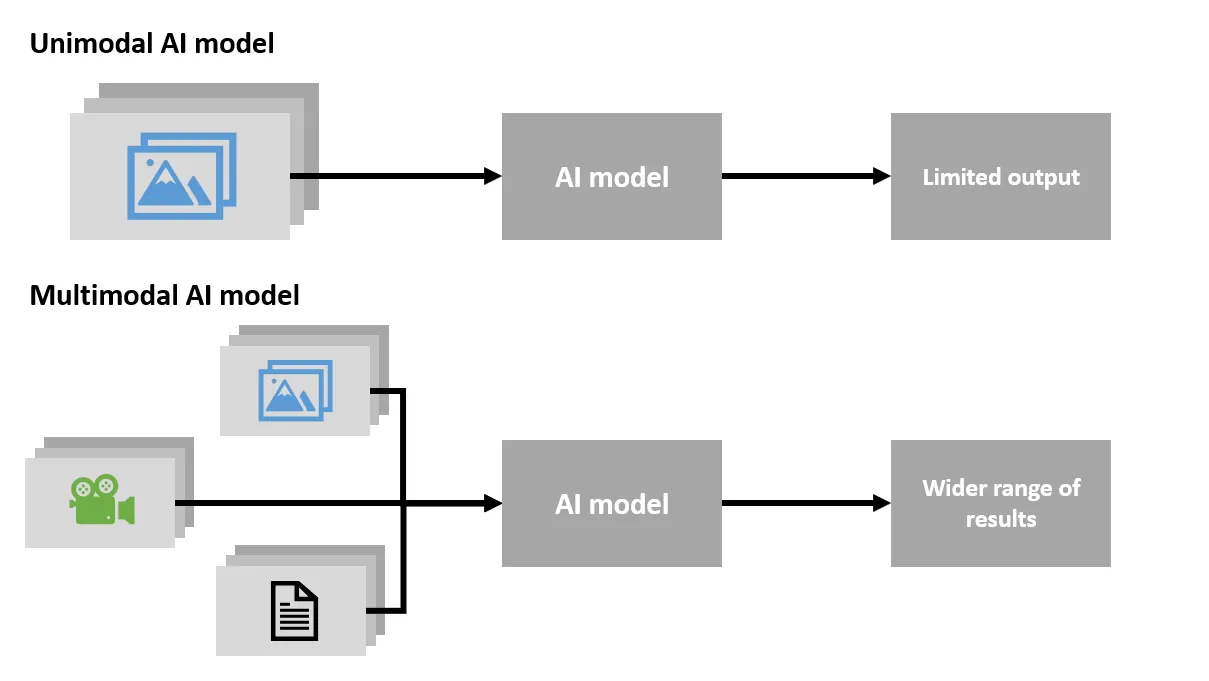 Unimodal AI model
AI model
Limited output
Multimodal AI model
AI model
Wider range of
results